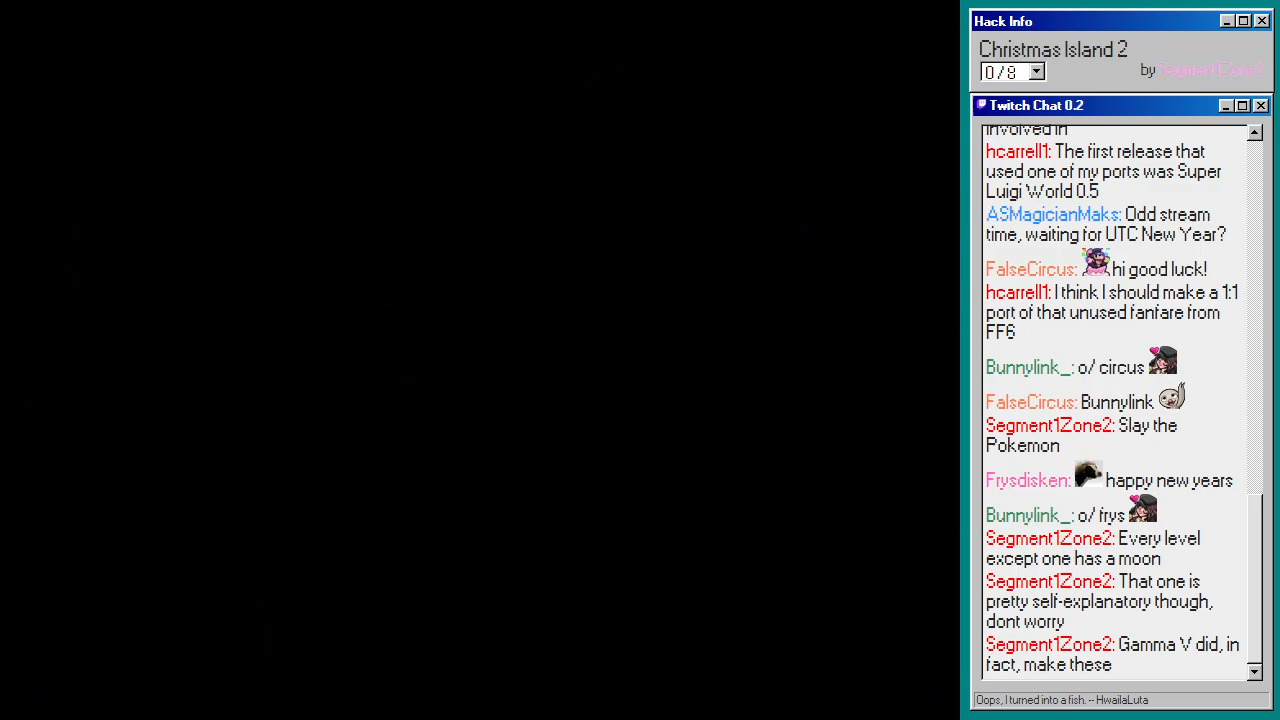 Hack Info
Christmas Island 2
0/8
by Segment1Zone2
Twitch Chat 0.2
involved in
hcarrell1: The first release that
used one of my ports was Super
Luigi World 0.5
ASMagicianMaks: Odd stream
time, waiting for UTC New Year?
FalseCircus: hi good luck!
hcarrell1: I think I should make a 1:1
port of that unused fanfare from
FF6
Bunnylink_: o/ circus
FalseCircus: Bunnylink
Segment1Zone2: Slay the
Pokemon
Frysdisken: happy new years
Bunnylink_: o/ frys
Segment1Zone2: Every level
except one has a moon
Segment1Zone2: That one is
pretty self-explanatory though,
dont worry
Segment1Zone2: Gamma V did, in
fact, make these
Oops, I turned into a fish. -- HwailaLuta